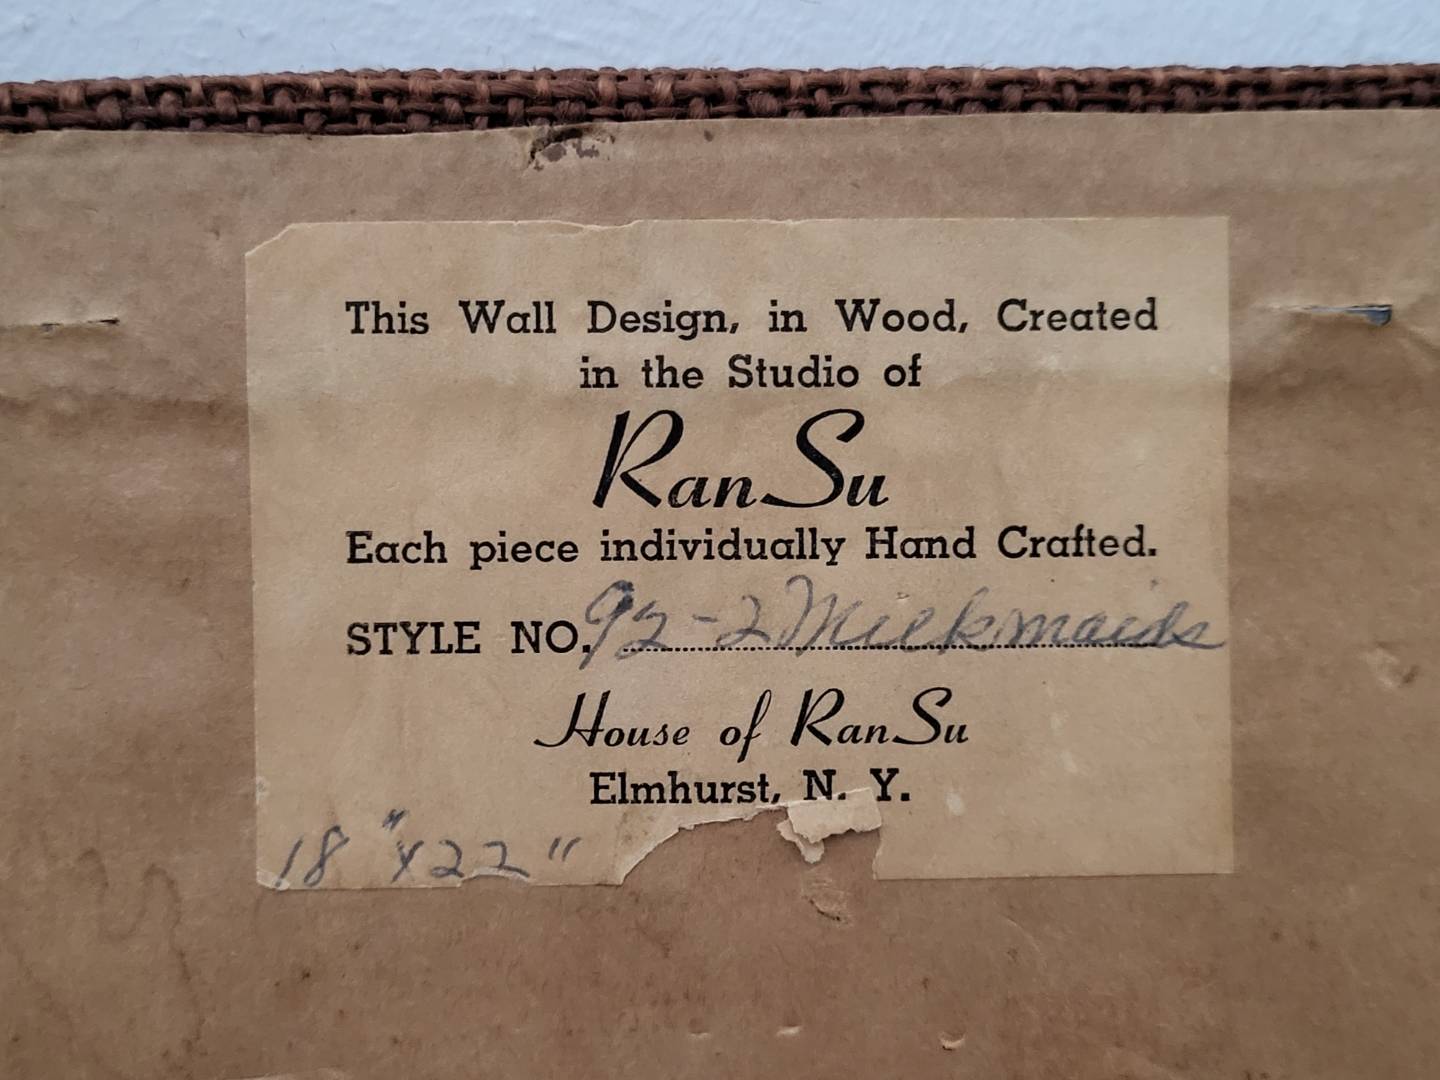 This Wall Design, in Wood, Created
in the Studio of
RanSu
Each piece individually Hand Crafted.
STYLE NO. 92-2 Milkmaids
House of RanSu
Elmhurst, N. Y.
18" x 22"